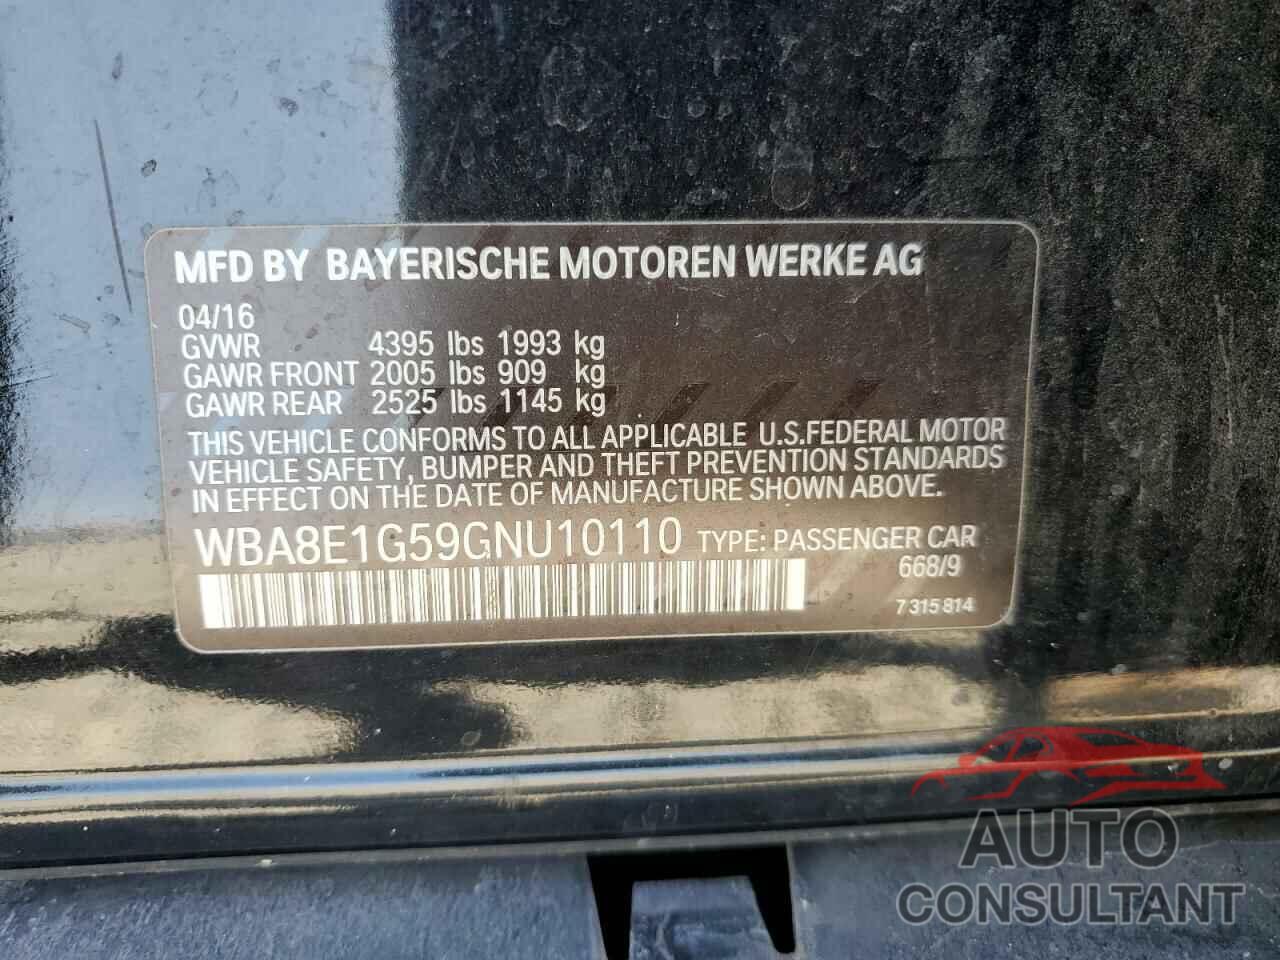 MFD BY BAYERISCHE MOTOREN WERKE AG
04/16
GVWR 4395 lbs 1993 kg
GAWR FRONT 2005 lbs 909 kg
GAWR REAR 2525 lbs 1145 kg
THIS VEHICLE CONFORMS TO ALL APPLICABLE U.S.FEDERAL MOTOR
VEHICLE SAFETY, BUMPER AND THEFT PREVENTION STANDARDS
IN EFFECT ON THE DATE OF MANUFACTURE SHOWN ABOVE.
WBA8E1G59GNU10110 TYPE: PASSENGER CAR
668/9
7315814
AUTO
CONSULTANT